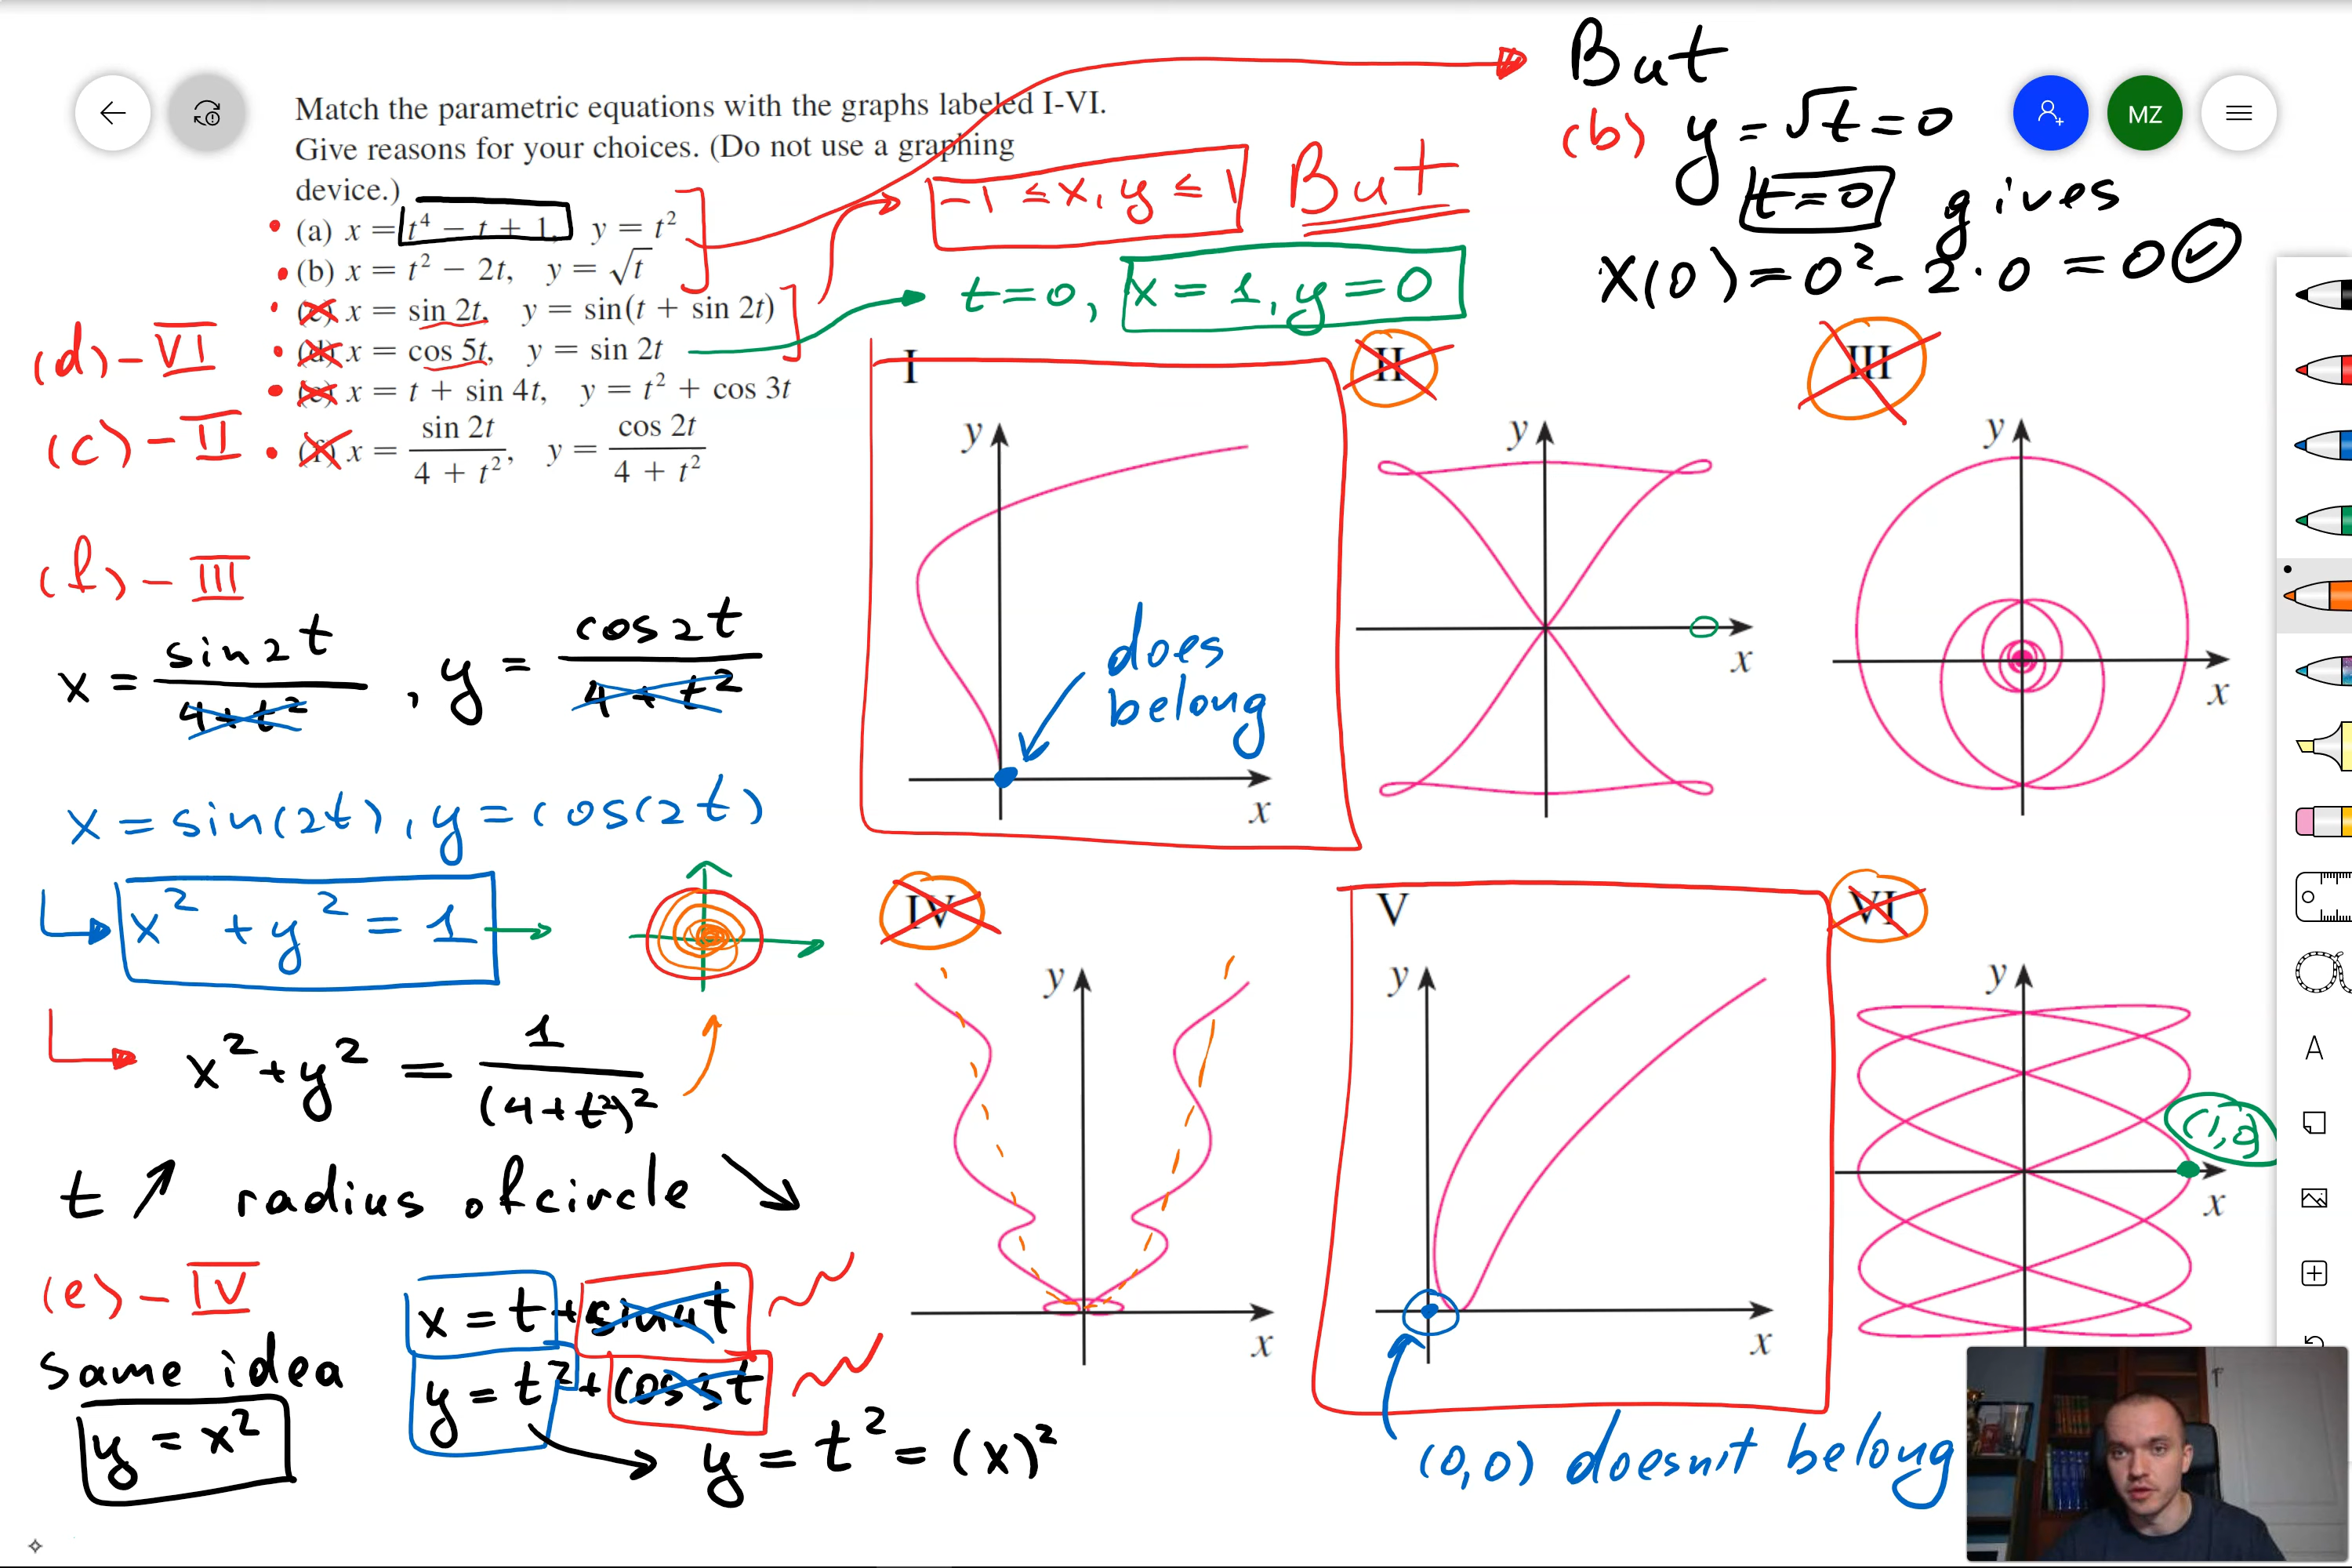 Match the parametric equations with the graphs labeled I-VI.
Give reasons for your choices. (Do not use a graphing
device.)
(a) x = t⁴ − t + 1, y = t²
(b) x = t² − 2t, y = √t
(c) x = sin 2t, y = sin(t + sin 2t)
(d) x = cos 5t, y = sin 2t
(e) x = t + sin 4t, y = t² + cos 3t
(f) x = sin 2t / (4 + t²), y = cos 2t / (4 + t²)
But
(b) y = √t = 0
t=0 gives
x(0) = 0² − 2·0 = 0
MZ
−1 ≤ x, y ≤ 1 But
t=0, x = 1, y = 0
(d) – VI
(c) – II
(f) – III
x = sin 2t / 4+t², y = cos 2t / 4+t²
x = sin(2t), y = cos(2t)
x² + y² = 1
x² + y² = 1 / (4+t²)²
t ↗ radius of circle ↘
(e) – IV
same idea
y = x²
x = t + sin 4t
y = t² + cos 3t
y = t² = (x)²
I
y
x
does
belong
II
y
x
III
y
x
IV
y
x
V
y
x
(0,0) doesn't belong
VI
y
x
(1,0)
A